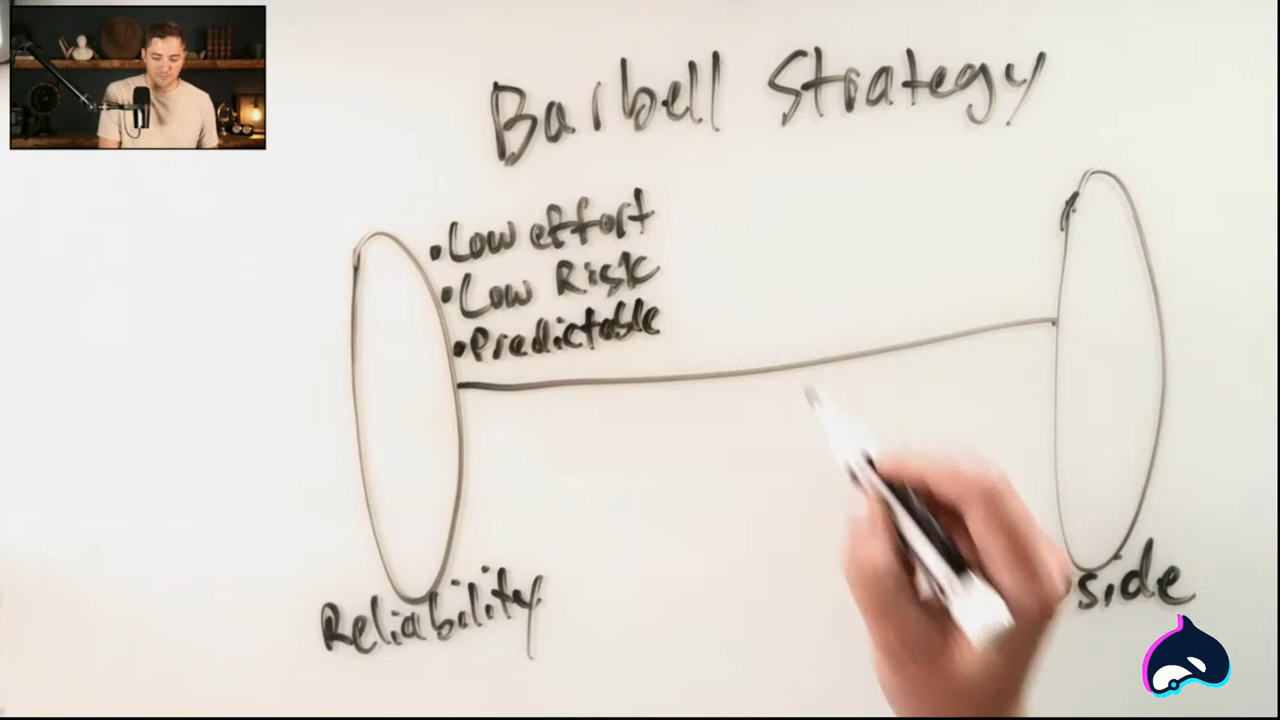 Barbell Strategy
•Low effort
•Low Risk
•Predictable
Reliability
side